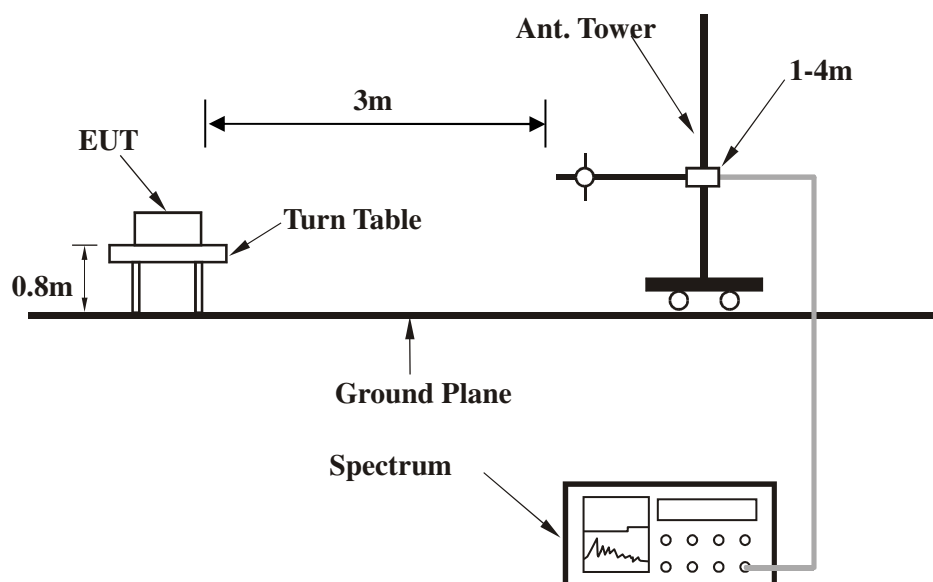 Ant. Tower
1-4m
3m
EUT
Turn Table
0.8m
Ground Plane
Spectrum